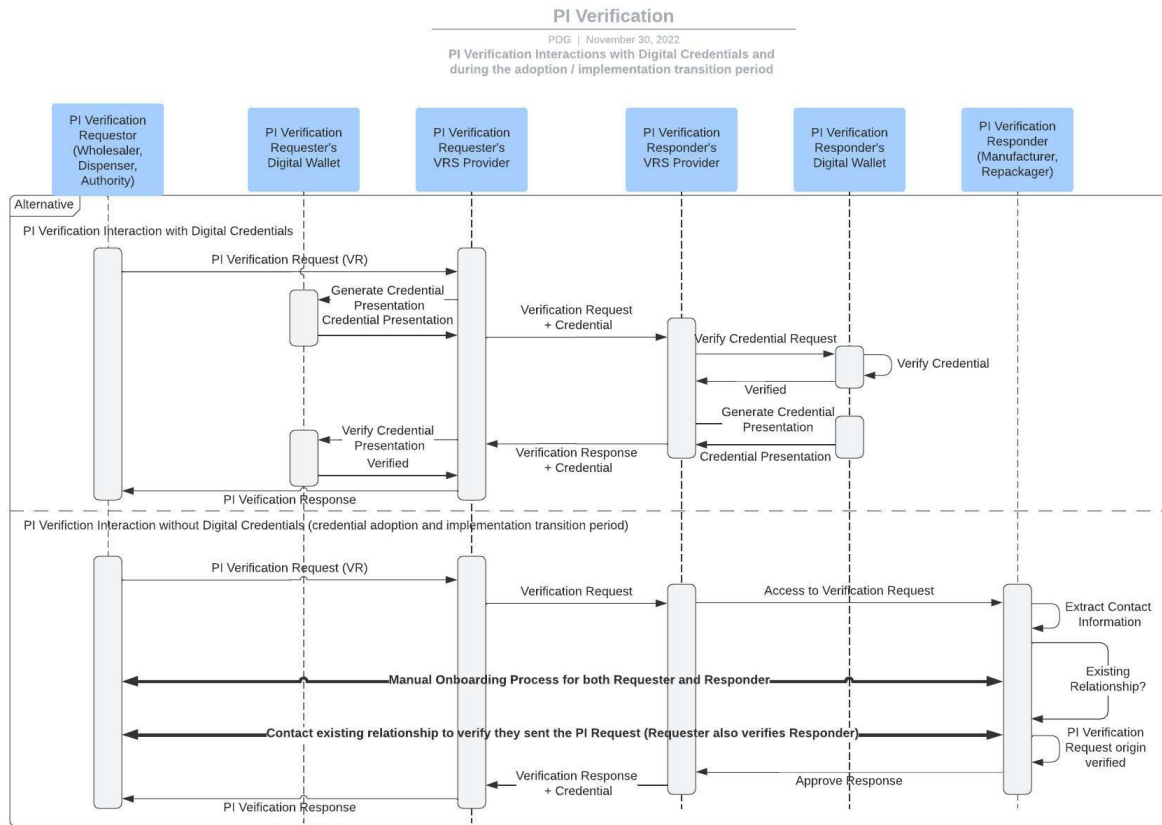 PI Verification
PDG | November 30, 2022
PI Verification Interactions with Digital Credentials and
during the adoption / implementation transition period
PI Verification
Requestor
(Wholesaler,
Dispenser,
Authority)
PI Verification
Requester's
Digital Wallet
PI Verification
Requester's
VRS Provider
PI Verification
Responder's
VRS Provider
PI Verification
Responder's
Digital Wallet
PI Verification
Responder
(Manufacturer,
Repackager)
Alternative
PI Verification Interaction with Digital Credentials
PI Verification Request (VR)
Generate Credential
Presentation
Credential Presentation
Verification Request
+ Credential
Verify Credential Request
Verify Credential
Verified
Generate Credential
Presentation
Credential Presentation
Verification Response
+ Credential
Verify Credential
Presentation
Verified
PI Veification Response
PI Verifiction Interaction without Digital Credentials (credential adoption and implementation transition period)
PI Verification Request (VR)
Verification Request
Access to Verification Request
Extract Contact
Information
Existing
Relationship?
Manual Onboarding Process for both Requester and Responder
Contact existing relationship to verify they sent the PI Request (Requester also verifies Responder)
PI Verification
Request origin
verified
Approve Response
Verification Response
+ Credential
PI Veification Response